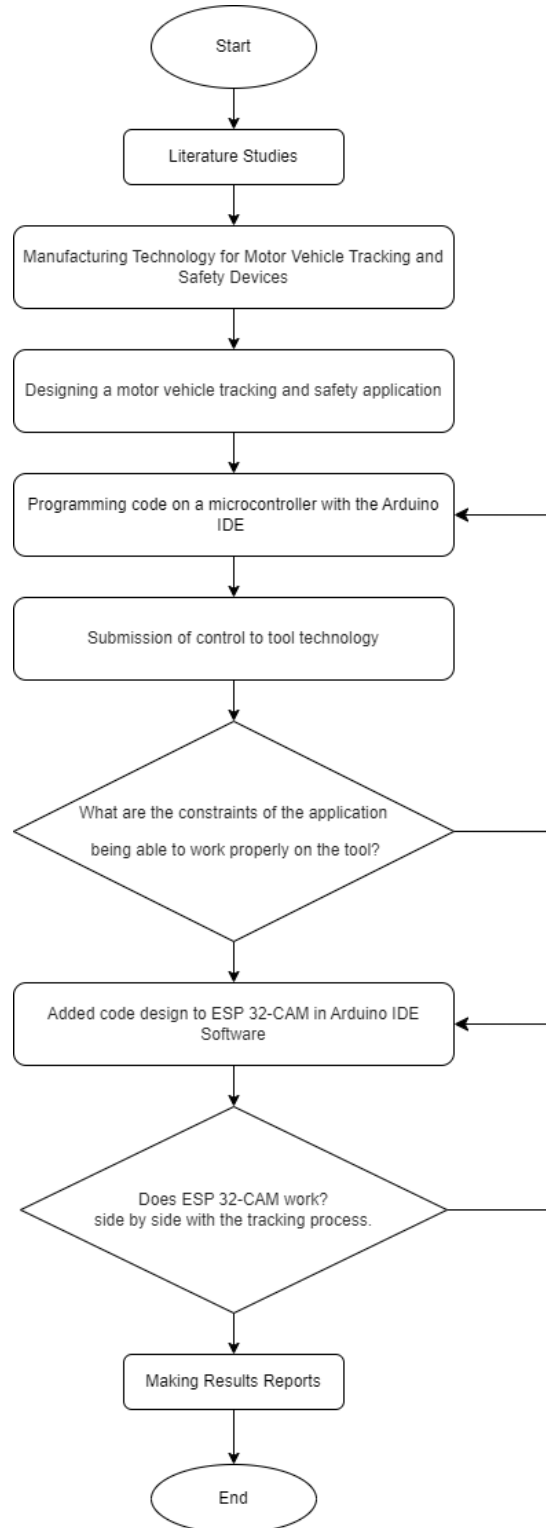 Start
Literature Studies
Manufacturing Technology for Motor Vehicle Tracking and
Safety Devices
Designing a motor vehicle tracking and safety application
Programming code on a microcontroller with the Arduino
IDE
Submission of control to tool technology
What are the constraints of the application
being able to work properly on the tool?
Added code design to ESP 32-CAM in Arduino IDE
Software
Does ESP 32-CAM work?
side by side with the tracking process.
Making Results Reports
End